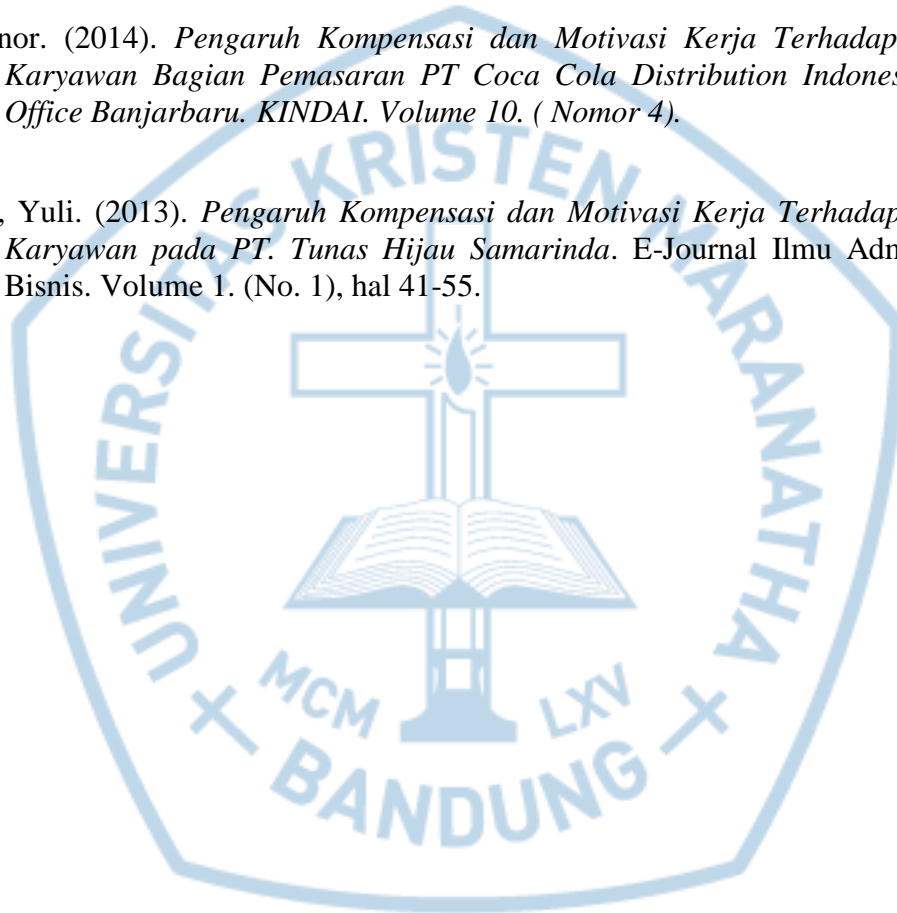 nor. (2014). Pengaruh Kompensasi dan Motivasi Kerja Terhadap
Karyawan Bagian Pemasaran PT Coca Cola Distribution Indones
Office Banjarbaru. KINDAI. Volume 10. ( Nomor 4).
, Yuli. (2013). Pengaruh Kompensasi dan Motivasi Kerja Terhadap
Karyawan pada PT. Tunas Hijau Samarinda. E-Journal Ilmu Adm
Bisnis. Volume 1. (No. 1), hal 41-55.
UNIVERSITAS KRISTEN MARANATHA
MCM LXV
BANDUNG